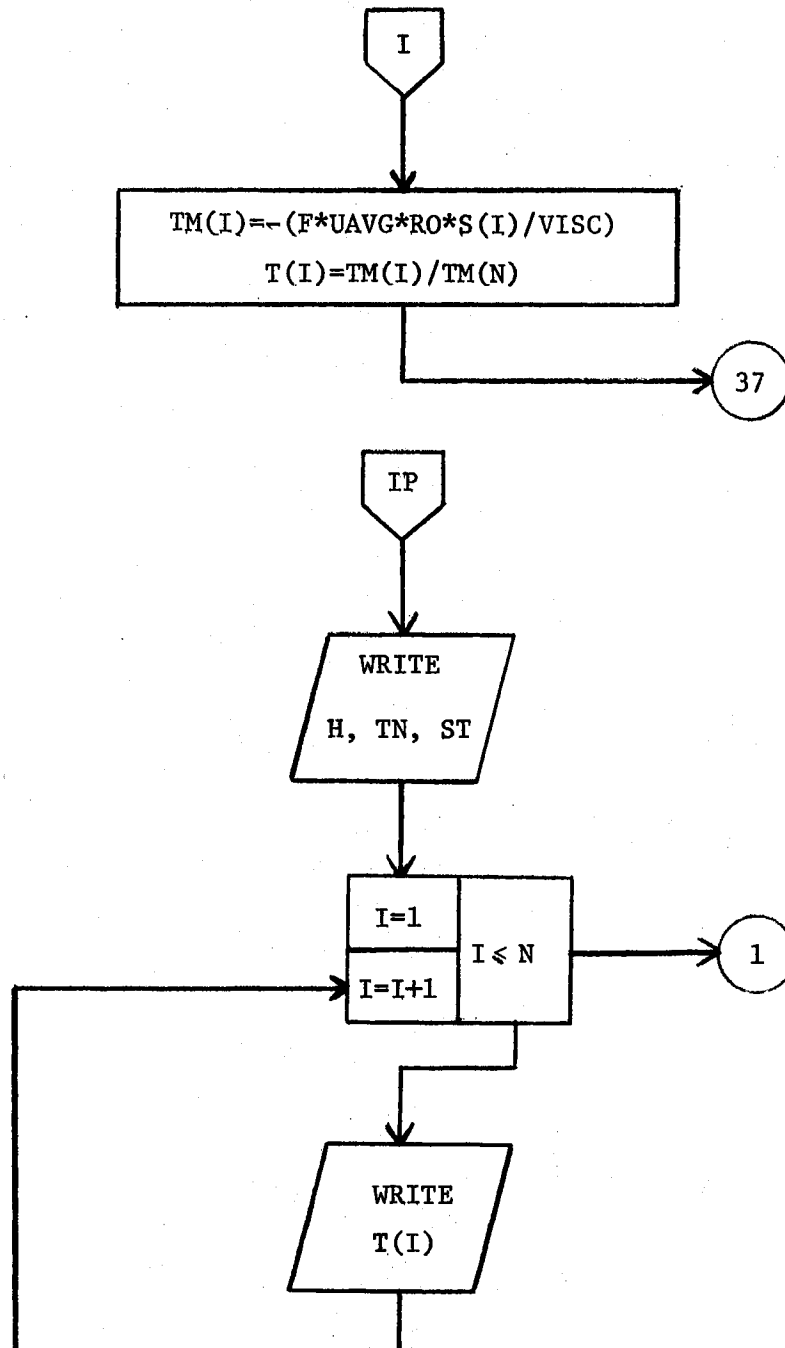 I
TM(I)=-(F*UAVG*RO*S(I)/VISC)
T(I)=TM(I)/TM(N)
37
IP
WRITE
H, TN, ST
I=1
I=I+1
I⩽N
1
WRITE
T(I)